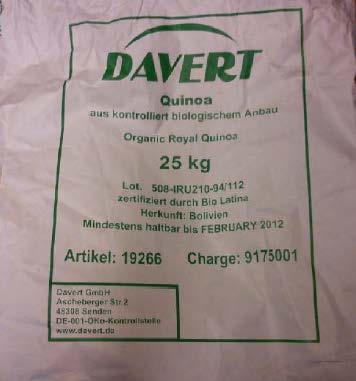 DAVERT
Quinoa
aus kontrolliert biologischem Anbau
Organic Royal Quinoa
25 kg
Lot. 508-IRU210-94/112
zertifiziert durch Bio Latina
Herkunft: Bolivien
Mindestens haltbar bis FEBRUARY 2012
Artikel: 19266 Charge: 9175001
Davert GmbH
Ascheberger Str.2
48308 Senden
DE-001-Öko-Kontrollstelle
www.davert.de